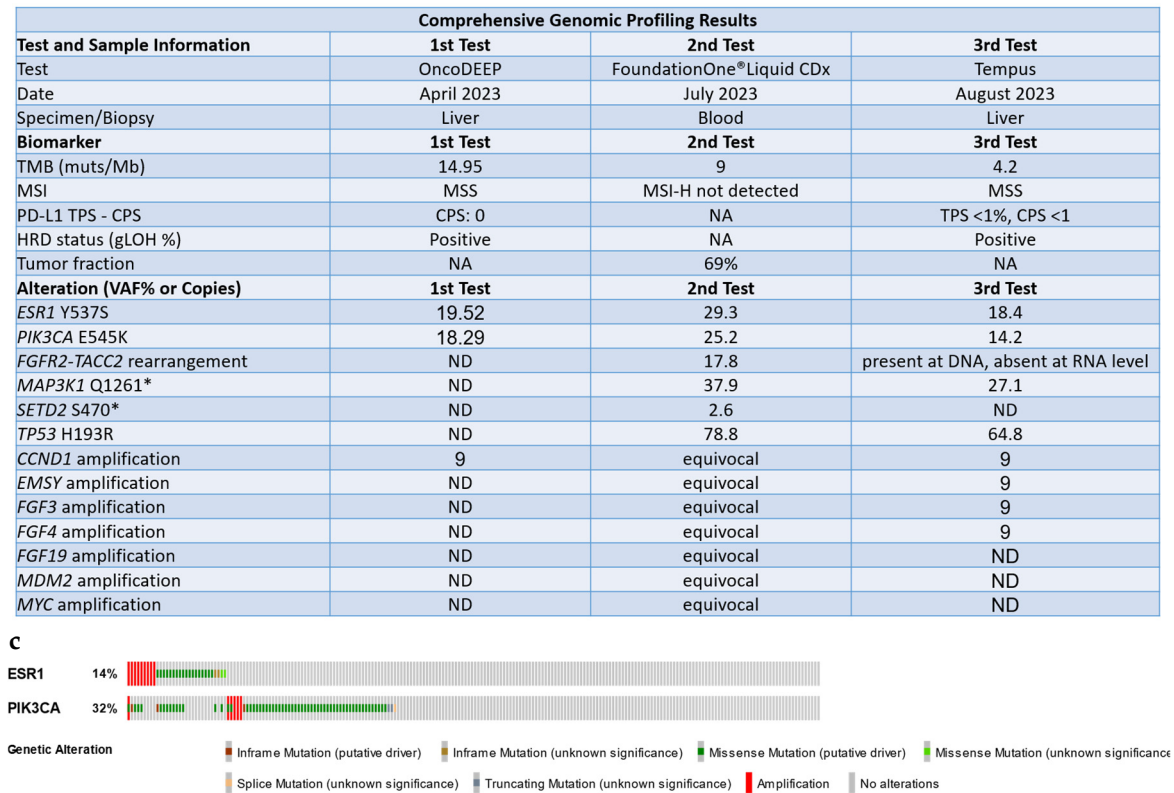 Comprehensive Genomic Profiling Results
Test and Sample Information 1st Test 2nd Test 3rd Test
Test OncoDEEP FoundationOne®Liquid CDx Tempus
Date April 2023 July 2023 August 2023
Specimen/Biopsy Liver Blood Liver
Biomarker 1st Test 2nd Test 3rd Test
TMB (muts/Mb) 14.95 9 4.2
MSI MSS MSI-H not detected MSS
PD-L1 TPS - CPS CPS: 0 NA TPS <1%, CPS <1
HRD status (gLOH %) Positive NA Positive
Tumor fraction NA 69% NA
Alteration (VAF% or Copies) 1st Test 2nd Test 3rd Test
ESR1 Y537S 19.52 29.3 18.4
PIK3CA E545K 18.29 25.2 14.2
FGFR2-TACC2 rearrangement ND 17.8 present at DNA, absent at RNA level
MAP3K1 Q1261* ND 37.9 27.1
SETD2 S470* ND 2.6 ND
TP53 H193R ND 78.8 64.8
CCND1 amplification 9 equivocal 9
EMSY amplification ND equivocal 9
FGF3 amplification ND equivocal 9
FGF4 amplification ND equivocal 9
FGF19 amplification ND equivocal ND
MDM2 amplification ND equivocal ND
MYC amplification ND equivocal ND
c
ESR1 14%
PIK3CA 32%
Genetic Alteration Inframe Mutation (putative driver) Inframe Mutation (unknown significance) Missense Mutation (putative driver) Missense Mutation (unknown significance
Splice Mutation (unknown significance) Truncating Mutation (unknown significance) Amplification No alterations